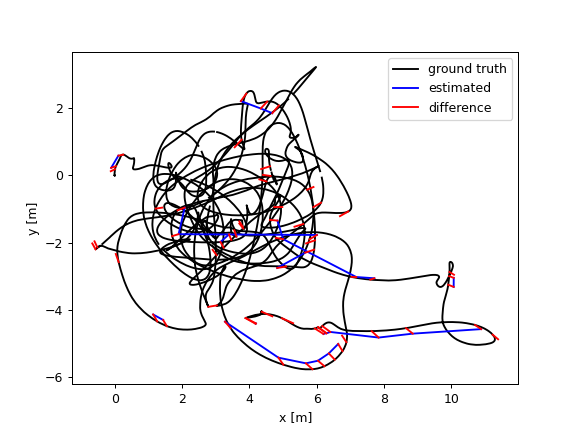 ground truth
estimated
difference
2
0
−2
−4
−6
y [m]
0
2
4
6
8
10
x [m]